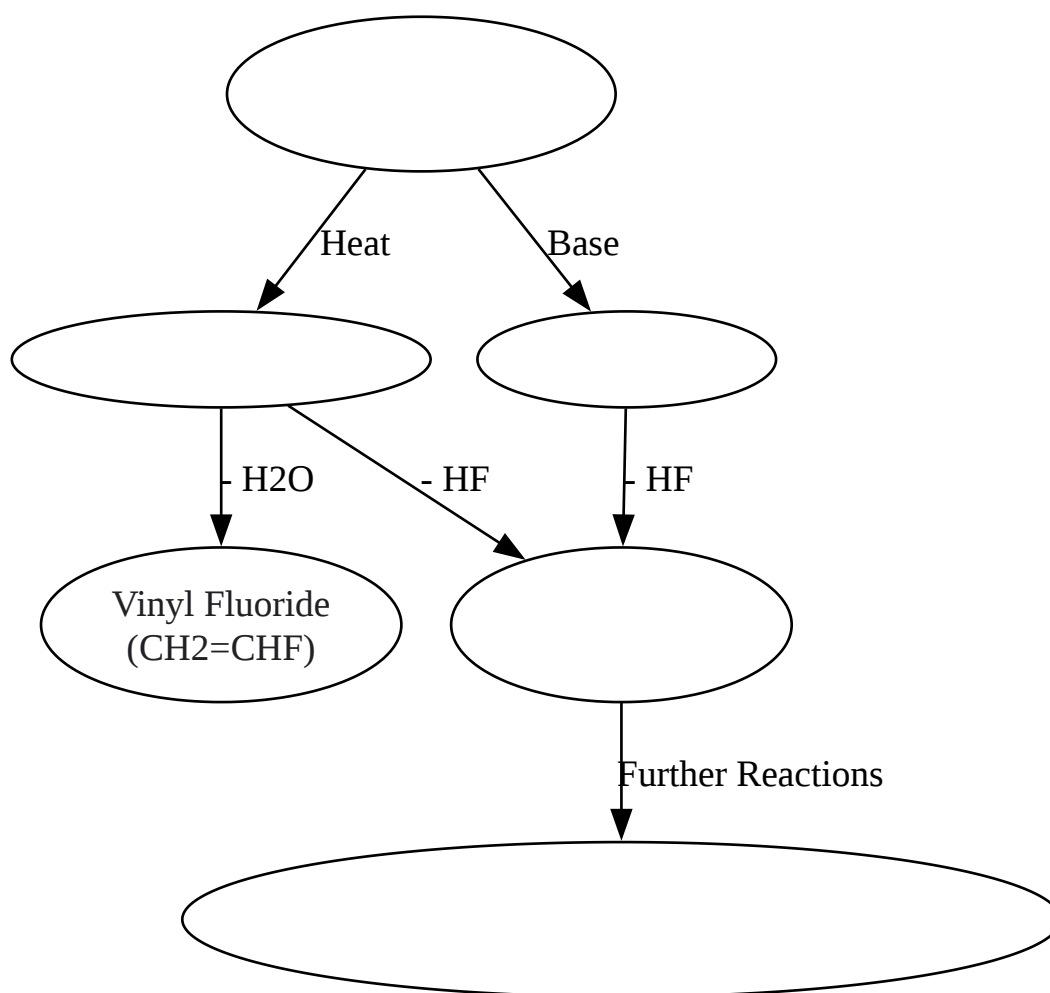 Heat
Base
- H2O
- HF
- HF
Vinyl Fluoride
(CH2=CHF)
Further Reactions